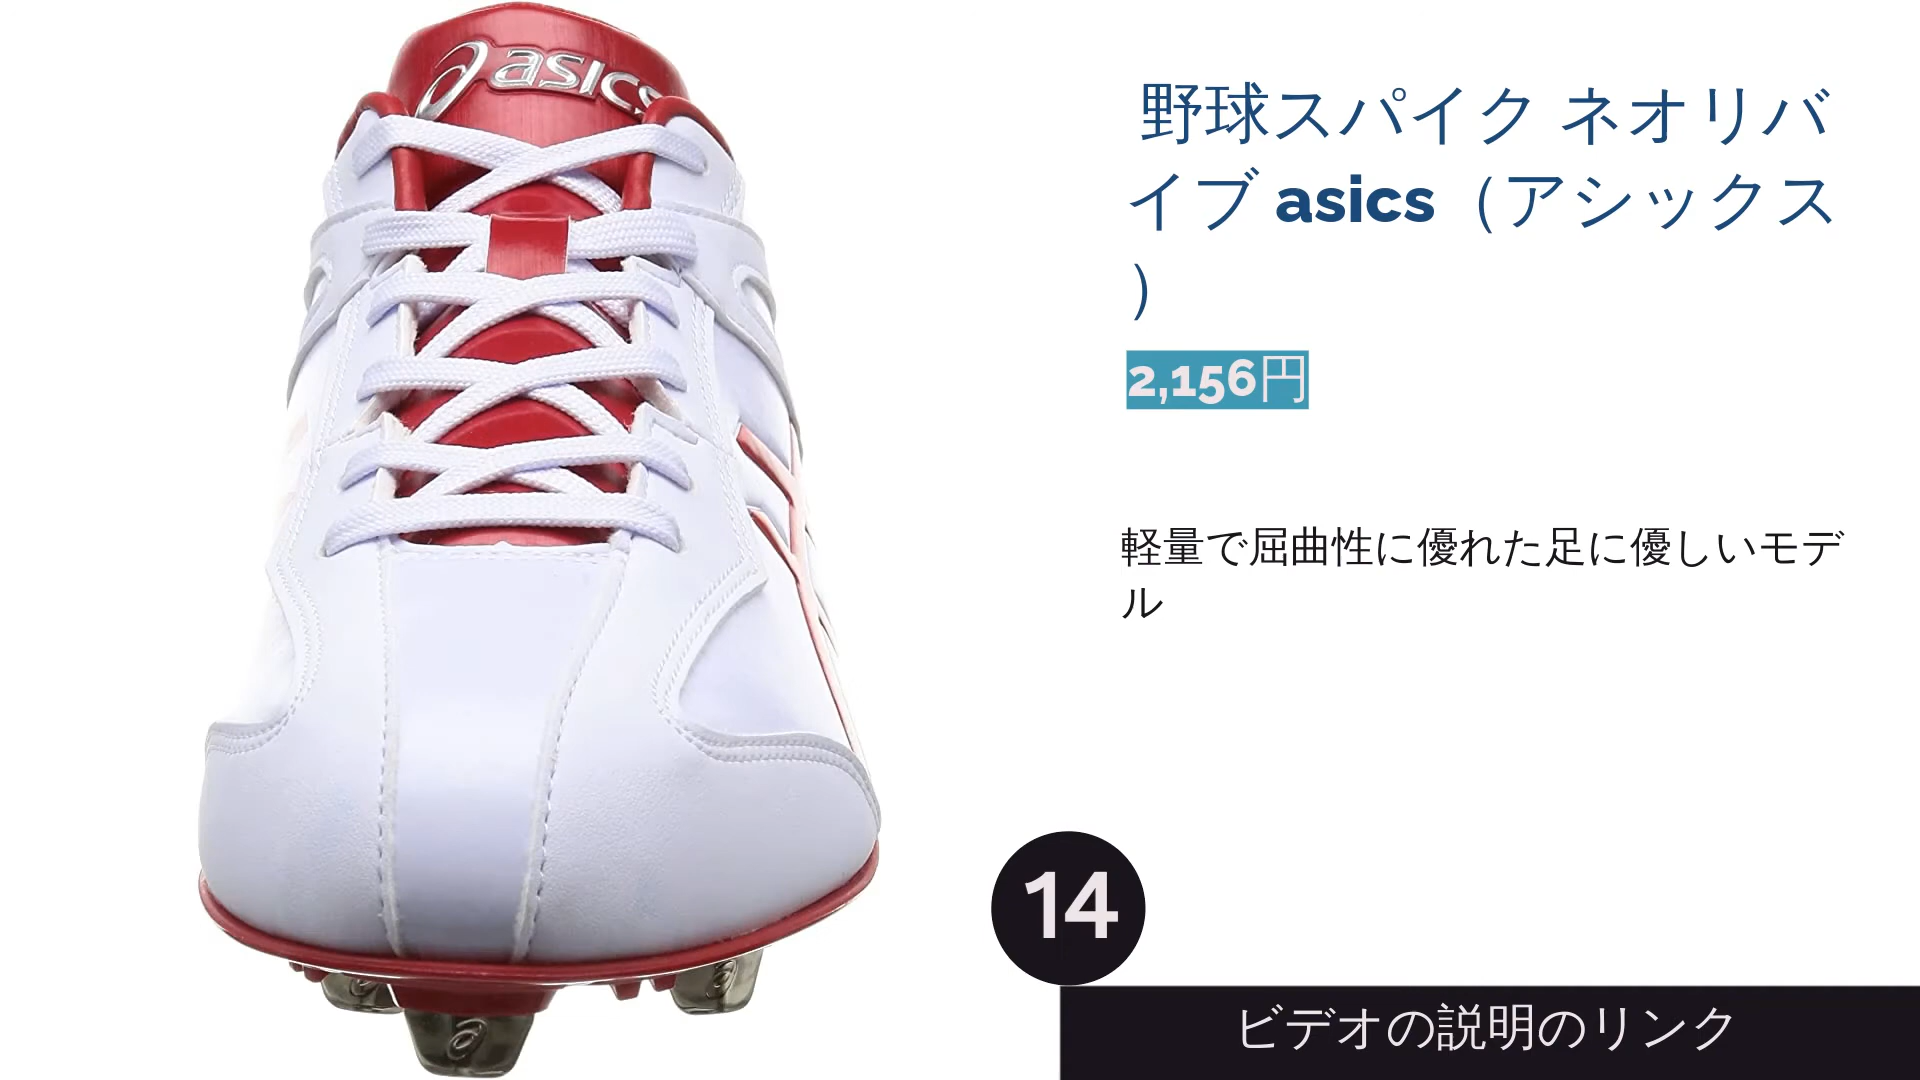 asics
野球スパイク ネオリバ
イブ asics（アシックス
）
2,156円
軽量で屈曲性に優れた足に優しいモデ
ル
14
ビデオの説明のリンク